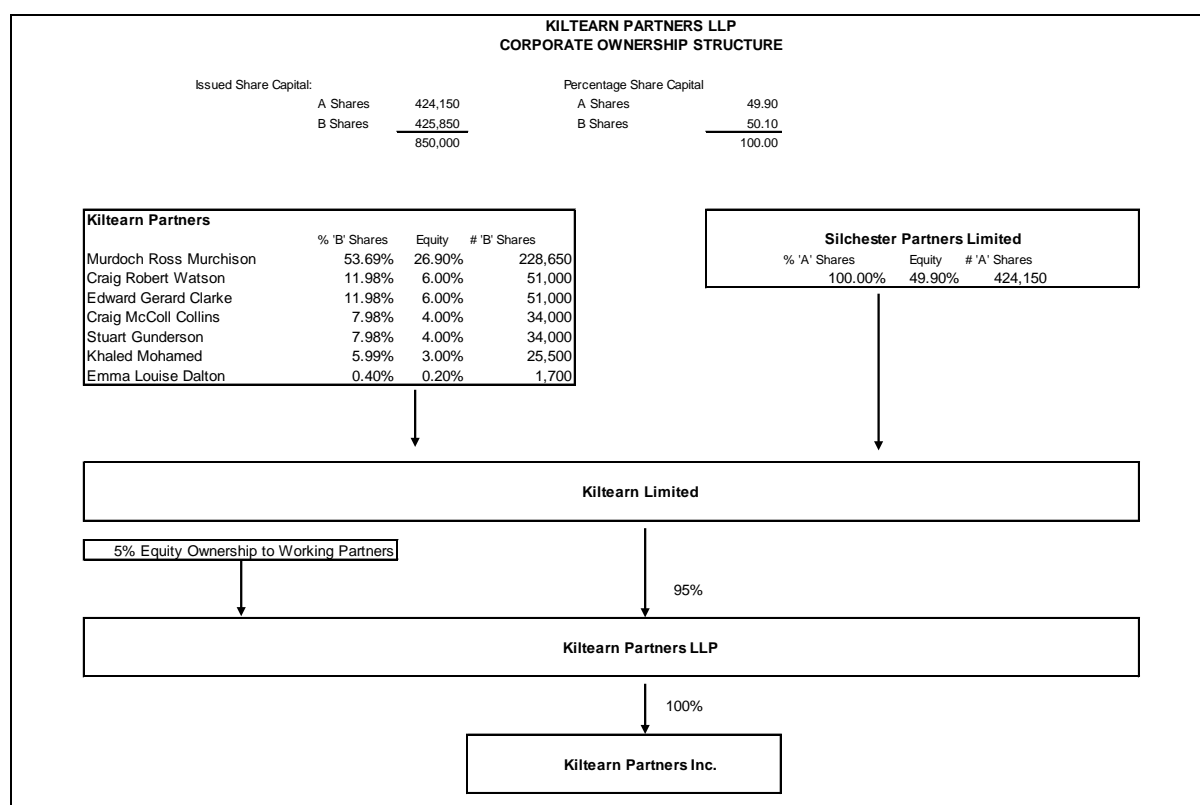 KILTEARN PARTNERS LLP
CORPORATE OWNERSHIP STRUCTURE
Issued Share Capital: Percentage Share Capital
A Shares 424,150 A Shares 49.90
B Shares 425,850 B Shares 50.10
850,000 100.00
Kiltearn Partners
% 'B' Shares Equity # 'B' Shares
Murdoch Ross Murchison 53.69% 26.90% 228,650
Craig Robert Watson 11.98% 6.00% 51,000
Edward Gerard Clarke 11.98% 6.00% 51,000
Craig McColl Collins 7.98% 4.00% 34,000
Stuart Gunderson 7.98% 4.00% 34,000
Khaled Mohamed 5.99% 3.00% 25,500
Emma Louise Dalton 0.40% 0.20% 1,700
Silchester Partners Limited
% 'A' Shares Equity # 'A' Shares
100.00% 49.90% 424,150
Kiltearn Limited
5% Equity Ownership to Working Partners
95%
Kiltearn Partners LLP
100%
Kiltearn Partners Inc.